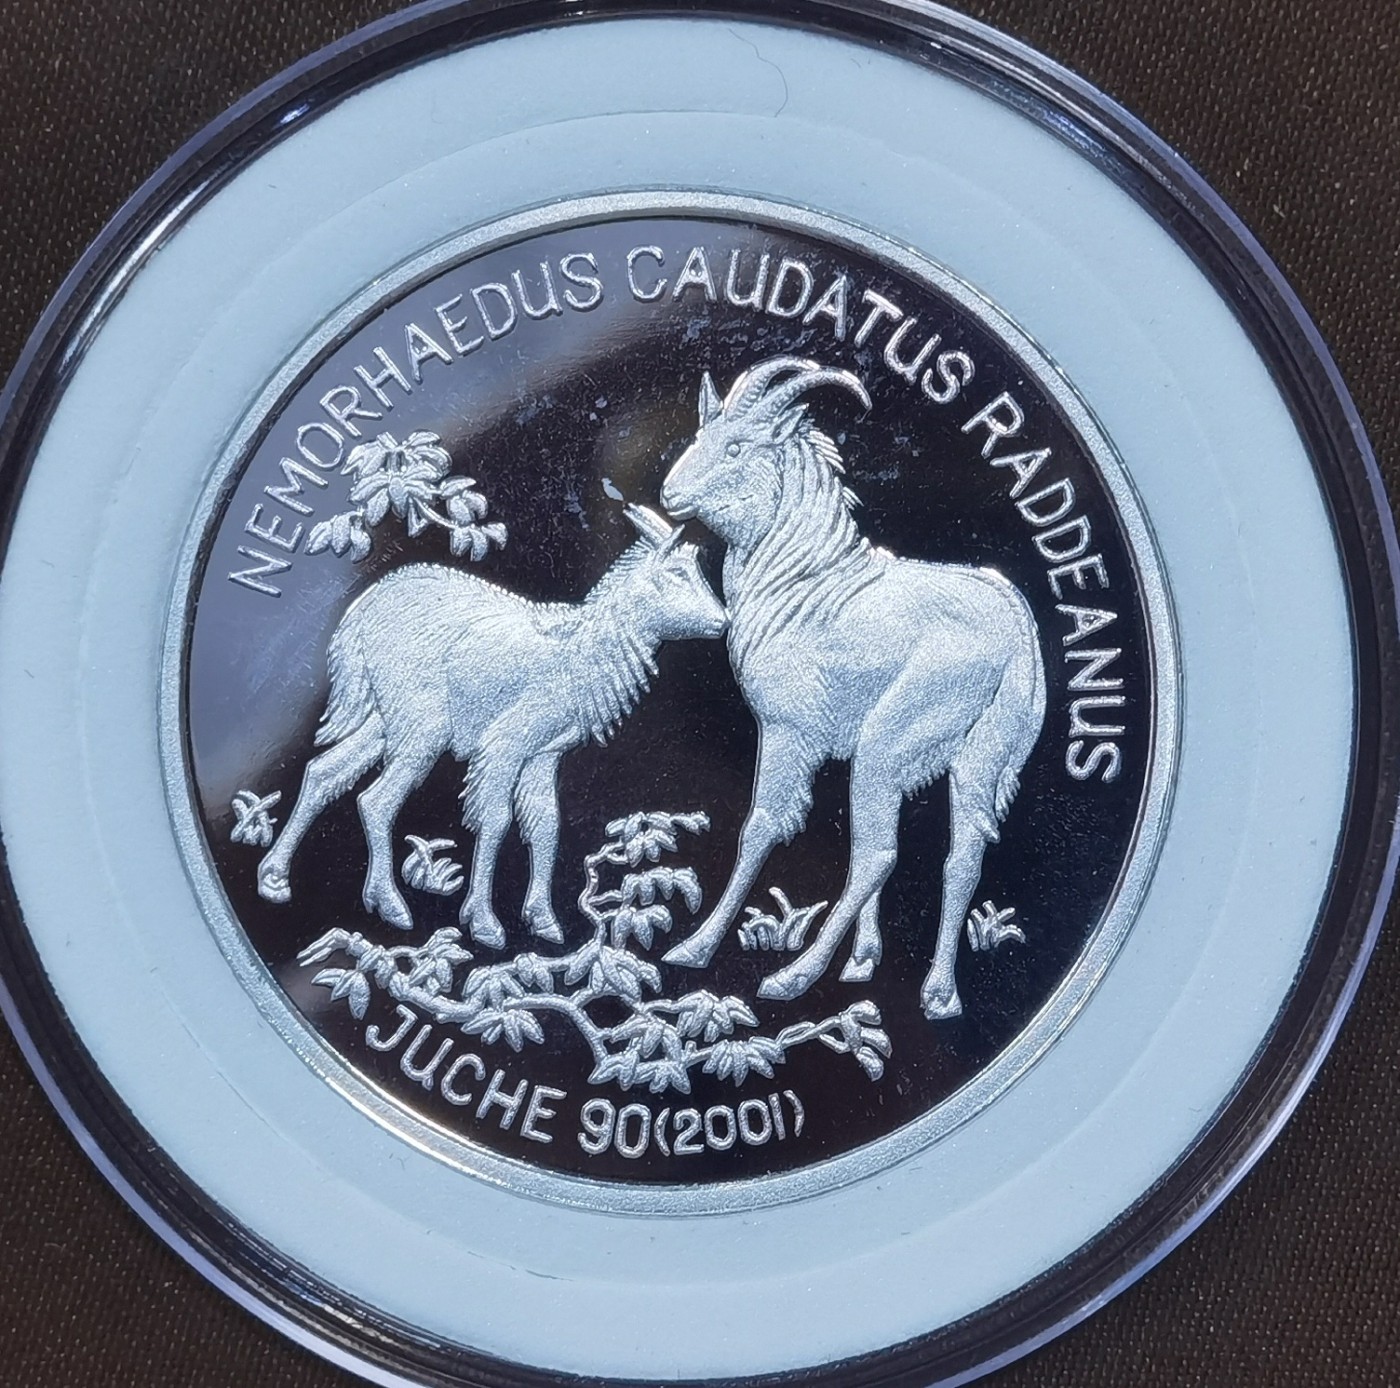 NEMORHAEDUS CAUDATUS RADDEANUS
JUCHE 90(2001)